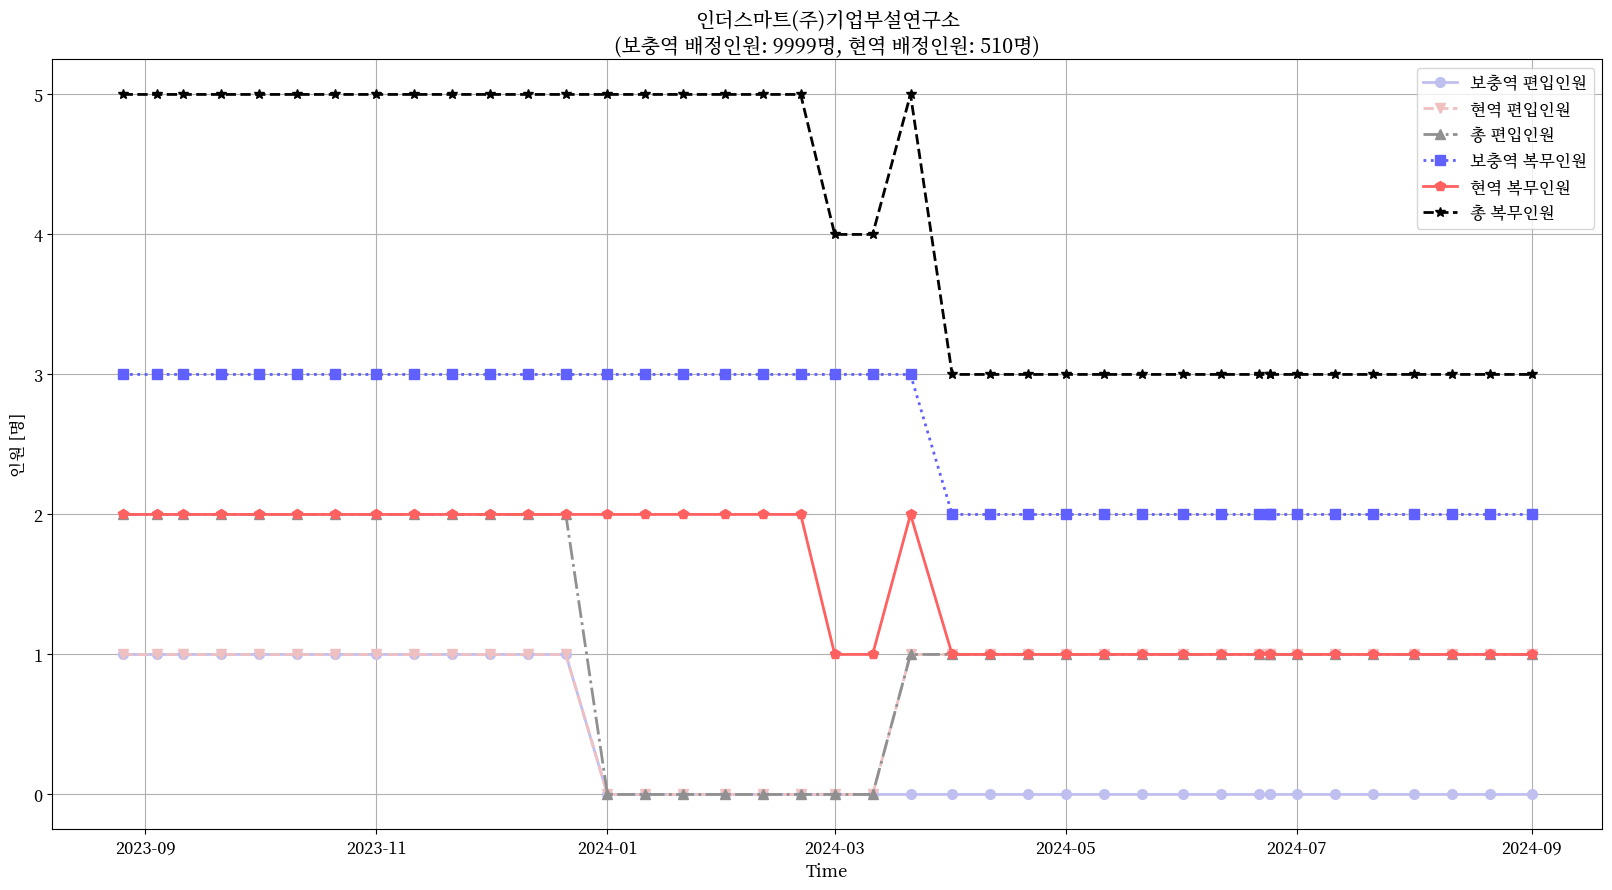 인더스마트(주)기업부설연구소
(보충역 배정인원: 9999명, 현역 배정인원: 510명)
보충역 편입인원
현역 편입인원
총 편입인원
보충역 복무인원
현역 복무인원
총 복무인원
인원 [명]
5
4
3
2
1
0
2023-09
2023-11
2024-01
2024-03
2024-05
2024-07
2024-09
Time